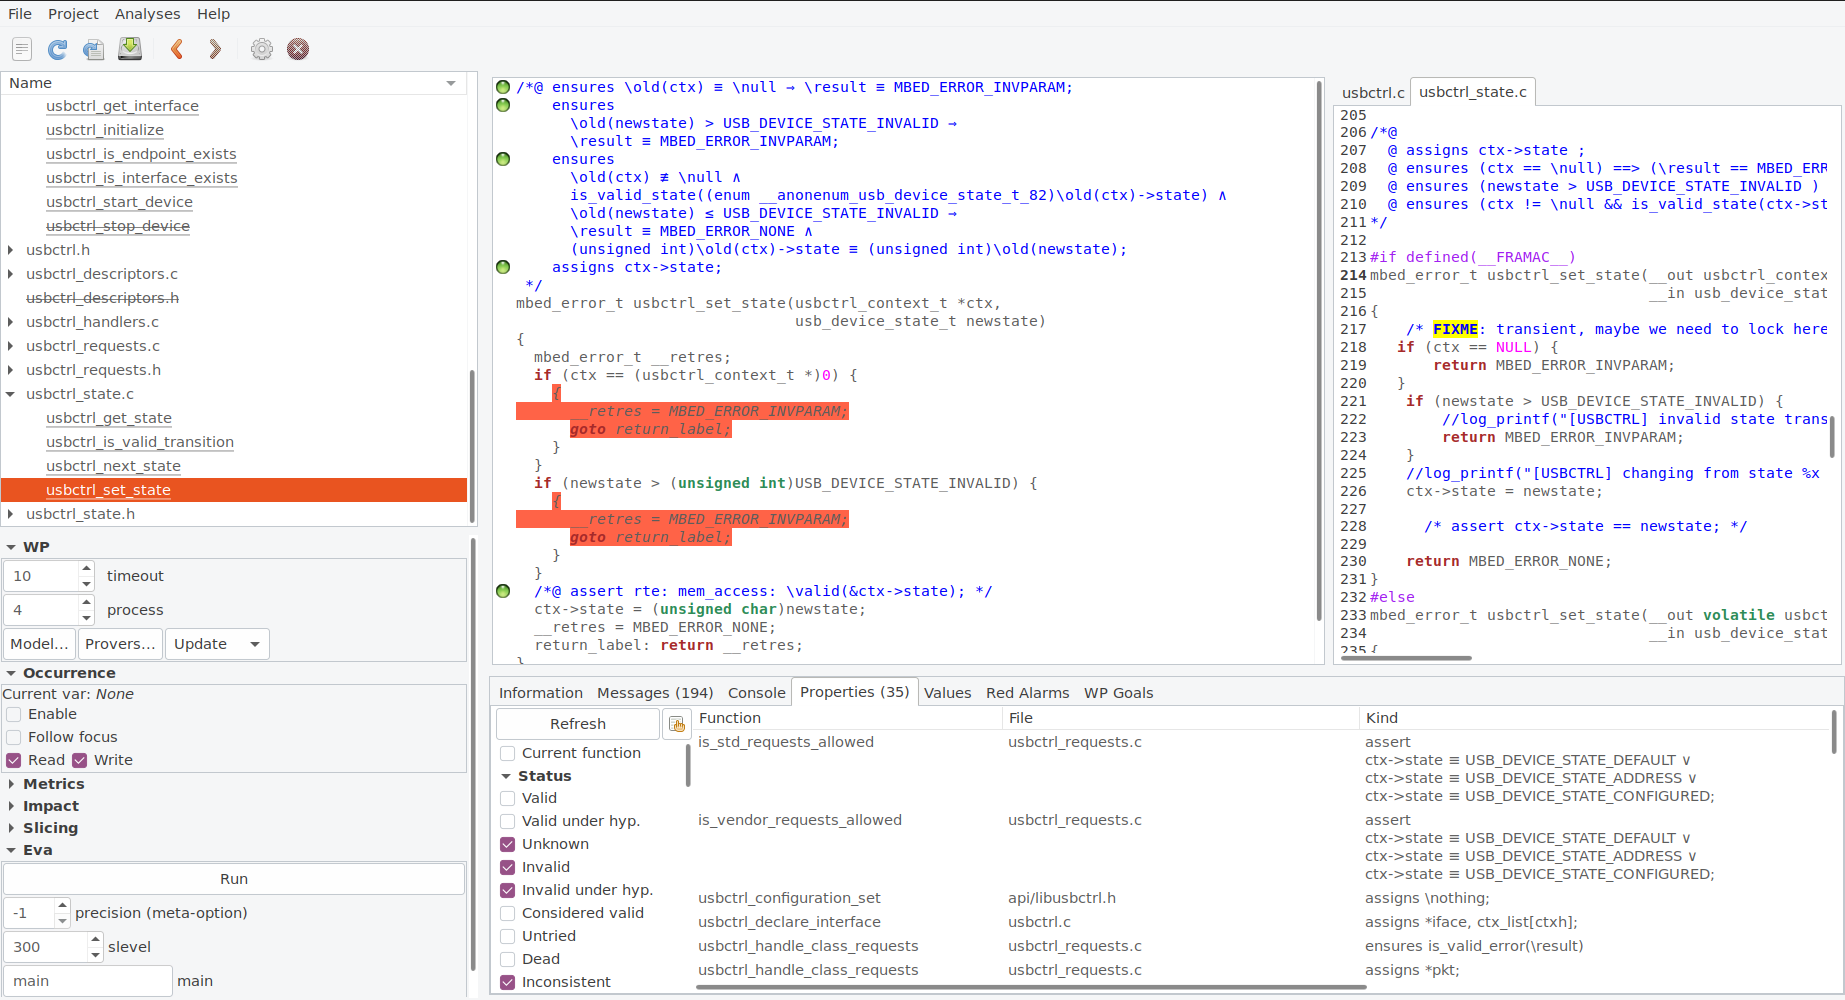 File Project Analyses Help
Name
usbctrl_get_interface
usbctrl_initialize
usbctrl_is_endpoint_exists
usbctrl_is_interface_exists
usbctrl_start_device
usbctrl_stop_device
usbctrl.h
usbctrl_descriptors.c
usbctrl_descriptors.h
usbctrl_handlers.c
usbctrl_requests.c
usbctrl_requests.h
usbctrl_state.c
usbctrl_get_state
usbctrl_is_valid_transition
usbctrl_next_state
usbctrl_set_state
usbctrl_state.h
WP
10 timeout
4 process
Model... Provers... Update
Occurrence
Current var: None
Enable
Follow focus
Read Write
Metrics
Impact
Slicing
Eva
Run
-1 precision (meta-option)
300 slevel
main main
/*@ ensures \old(ctx) ≡ \null ⇒ \result ≡ MBED_ERROR_INVPARAM;
ensures
\old(newstate) > USB_DEVICE_STATE_INVALID ⇒
\result ≡ MBED_ERROR_INVPARAM;
ensures
\old(ctx) ≢ \null ∧
is_valid_state((enum __anonenum_usb_device_state_t_82)\old(ctx)->state) ∧
\old(newstate) ≤ USB_DEVICE_STATE_INVALID ⇒
\result ≡ MBED_ERROR_NONE ∧
(unsigned int)\old(ctx)->state ≡ (unsigned int)\old(newstate);
assigns ctx->state;
*/
mbed_error_t usbctrl_set_state(usbctrl_context_t *ctx,
usb_device_state_t newstate)
{
mbed_error_t __retres;
if (ctx == (usbctrl_context_t *)0) {
{
__retres = MBED_ERROR_INVPARAM;
goto return_label;
}
}
if (newstate > (unsigned int)USB_DEVICE_STATE_INVALID) {
{
__retres = MBED_ERROR_INVPARAM;
goto return_label;
}
}
/*@ assert rte: mem_access: \valid(&ctx->state); */
ctx->state = (unsigned char)newstate;
__retres = MBED_ERROR_NONE;
return_label: return __retres;
}
usbctrl.c usbctrl_state.c
205
206 /*@
207 @ assigns ctx->state ;
208 @ ensures (ctx == \null) ==> (\result == MBED_ERR
209 @ ensures (newstate > USB_DEVICE_STATE_INVALID )
210 @ ensures (ctx != \null && is_valid_state(ctx->st
211 */
212
213 #if defined(__FRAMAC__)
214 mbed_error_t usbctrl_set_state(__out usbctrl_contex
215 __in usb_device_stat
216 {
217 /* FIXME: transient, maybe we need to lock here
218 if (ctx == NULL) {
219 return MBED_ERROR_INVPARAM;
220 }
221 if (newstate > USB_DEVICE_STATE_INVALID) {
222 //log_printf("[USBCTRL] invalid state trans
223 return MBED_ERROR_INVPARAM;
224 }
225 //log_printf("[USBCTRL] changing from state %x
226 ctx->state = newstate;
227
228 /* assert ctx->state == newstate; */
229
230 return MBED_ERROR_NONE;
231 }
232 #else
233 mbed_error_t usbctrl_set_state(__out volatile usbct
234 __in usb_device_stat
235 {
Information Messages (194) Console Properties (35) Values Red Alarms WP Goals
Refresh
Current function
Status
Valid
Valid under hyp.
Unknown
Invalid
Invalid under hyp.
Considered valid
Untried
Dead
Inconsistent
Function File Kind
is_std_requests_allowed usbctrl_requests.c assert
ctx->state ≡ USB_DEVICE_STATE_DEFAULT ∨
ctx->state ≡ USB_DEVICE_STATE_ADDRESS ∨
ctx->state ≡ USB_DEVICE_STATE_CONFIGURED;
is_vendor_requests_allowed usbctrl_requests.c assert
ctx->state ≡ USB_DEVICE_STATE_DEFAULT ∨
ctx->state ≡ USB_DEVICE_STATE_ADDRESS ∨
ctx->state ≡ USB_DEVICE_STATE_CONFIGURED;
usbctrl_configuration_set api/libusbctrl.h assigns \nothing;
usbctrl_declare_interface usbctrl.c assigns *iface, ctx_list[ctxh];
usbctrl_handle_class_requests usbctrl_requests.c ensures is_valid_error(\result)
usbctrl_handle_class_requests usbctrl_requests.c assigns *pkt;